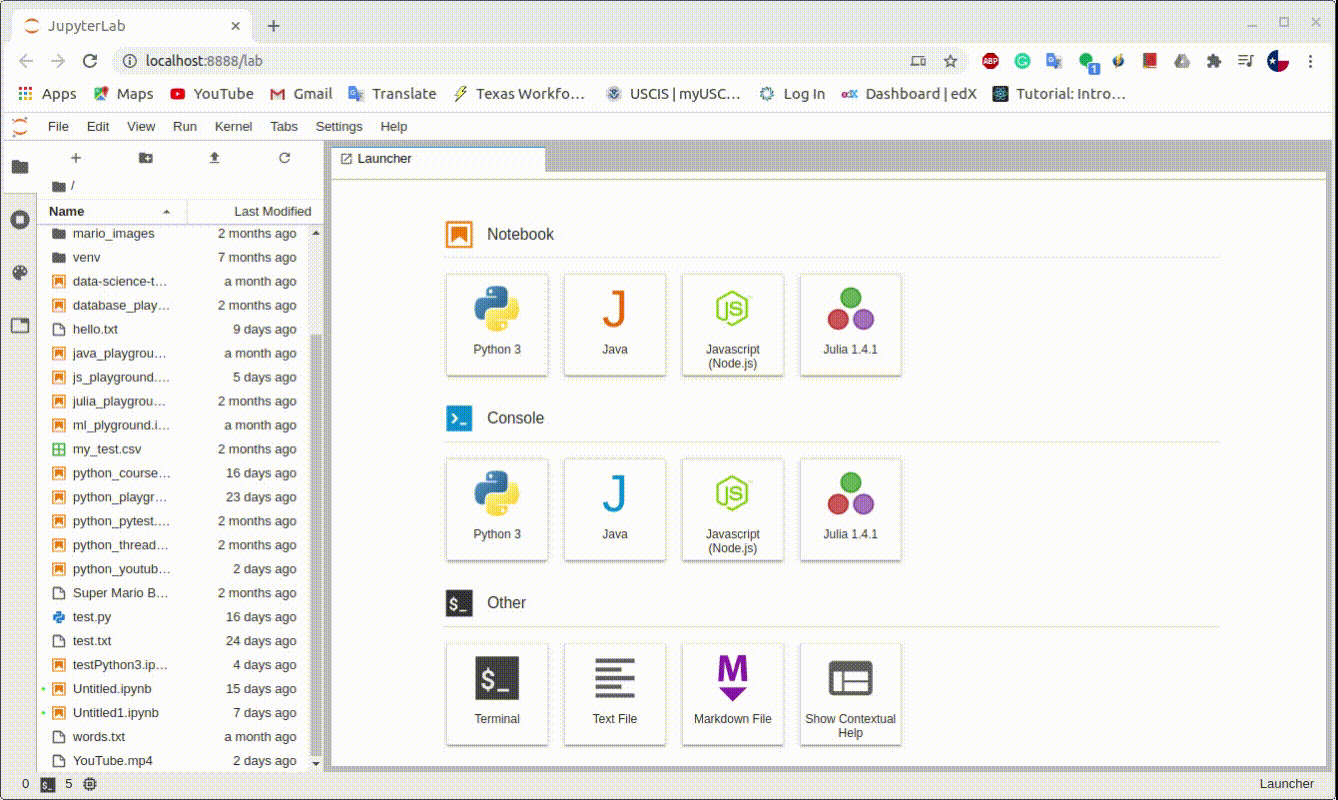 JupyterLab
localhost:8888/lab
ABP
1
Apps Maps YouTube Gmail Translate Texas Workfo... USCIS | myUSC... edX Log In Dashboard | edX Tutorial: Intro...
File Edit View Run Kernel Tabs Settings Help
Launcher
/
Name Last Modified
mario_images 2 months ago
venv 7 months ago
data-science-t... a month ago
database_play... 2 months ago
hello.txt 9 days ago
java_playgrou... a month ago
js_playground.... 5 days ago
julia_playgrou... 2 months ago
ml_plyground.i... a month ago
my_test.csv 2 months ago
python_course... 16 days ago
python_playgr... 23 days ago
python_pytest.... 2 months ago
python_thread... 2 months ago
python_youtub... 2 days ago
Super Mario B... 2 months ago
test.py 16 days ago
test.txt 24 days ago
testPython3.ip... 4 days ago
Untitled.ipynb 15 days ago
Untitled1.ipynb 7 days ago
words.txt a month ago
YouTube.mp4 2 days ago
Notebook
J JS
Python 3 Java Javascript (Node.js) Julia 1.4.1
Console
J JS
Python 3 Java Javascript (Node.js) Julia 1.4.1
$_ Other
$_ M
Terminal Text File Markdown File Show Contextual Help
0 $_ 5 Launcher